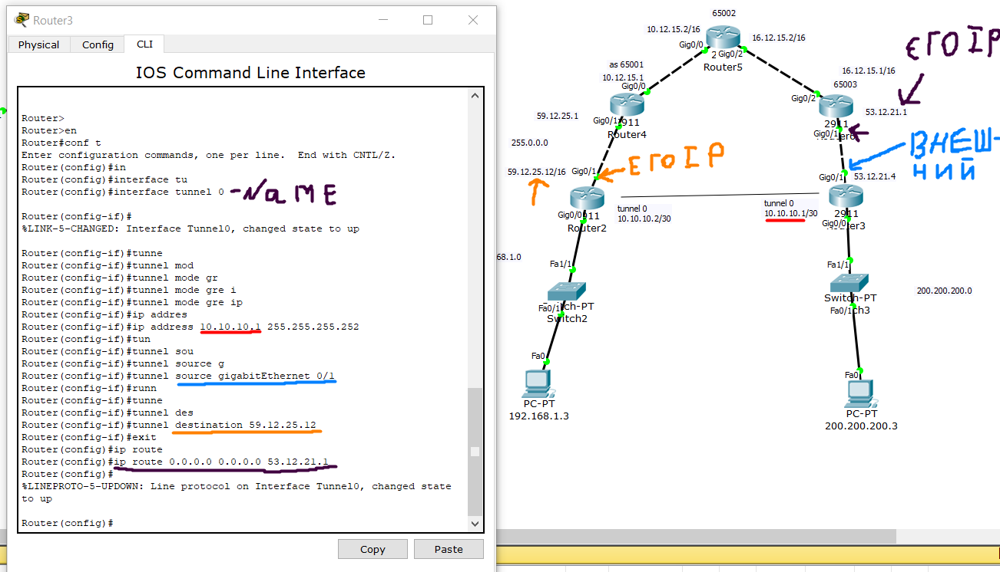 Router3
Physical
Config
CLI
IOS Command Line Interface
Router>
Router>en
Router#conf t
Enter configuration commands, one per line.  End with CNTL/Z.
Router(config)#in
Router(config)#interface tu
Router(config)#interface tunnel 0
-NaME
Router(config-if)#
%LINK-5-CHANGED: Interface Tunnel0, changed state to up
Router(config-if)#tunne
Router(config-if)#tunnel mod
Router(config-if)#tunnel mode gr
Router(config-if)#tunnel mode gre i
Router(config-if)#tunnel mode gre ip
Router(config-if)#ip addres
Router(config-if)#ip address 10.10.10.1 255.255.255.252
Router(config-if)#tun
Router(config-if)#tunnel sou
Router(config-if)#tunnel source g
Router(config-if)#tunnel source gigabitEthernet 0/1
Router(config-if)#runn
Router(config-if)#tunne
Router(config-if)#tunnel des
Router(config-if)#tunnel destination 59.12.25.12
Router(config-if)#exit
Router(config)#ip route
Router(config)#ip route 0.0.0.0 0.0.0.0 53.12.21.1
Router(config)#
%LINEPROTO-5-UPDOWN: Line protocol on Interface Tunnel0, changed state
to up
Router(config)#
Copy
Paste
65002
10.12.15.2/16
16.12.15.2/16
Gig0/0
Gig0/2
Router5
ЕГО IP
as 65001
10.12.15.1
Gig0/0
16.12.15.1/16
65003
Gig0/2
53.12.21.1
59.12.25.1
Gig0/1
911
Router4
2911
Gig0/1
255.0.0.0
ВНЕШ-
НИЙ
59.12.25.12/16
Gig0/1
ЕГО IP
Gig0/1
53.12.21.4
tunnel 0
10.10.10.2/30
tunnel 0
10.10.10.1/30
Gig0/0
911
Router2
2911
Gig0/0
68.1.0
Fa1/1
Fa1/1
Switch-PT
200.200.200.0
Fa0/1
tch-PT
Switch2
Fa0/1
ch3
Fa0
Fa0
PC-PT
192.168.1.3
PC-PT
200.200.200.3